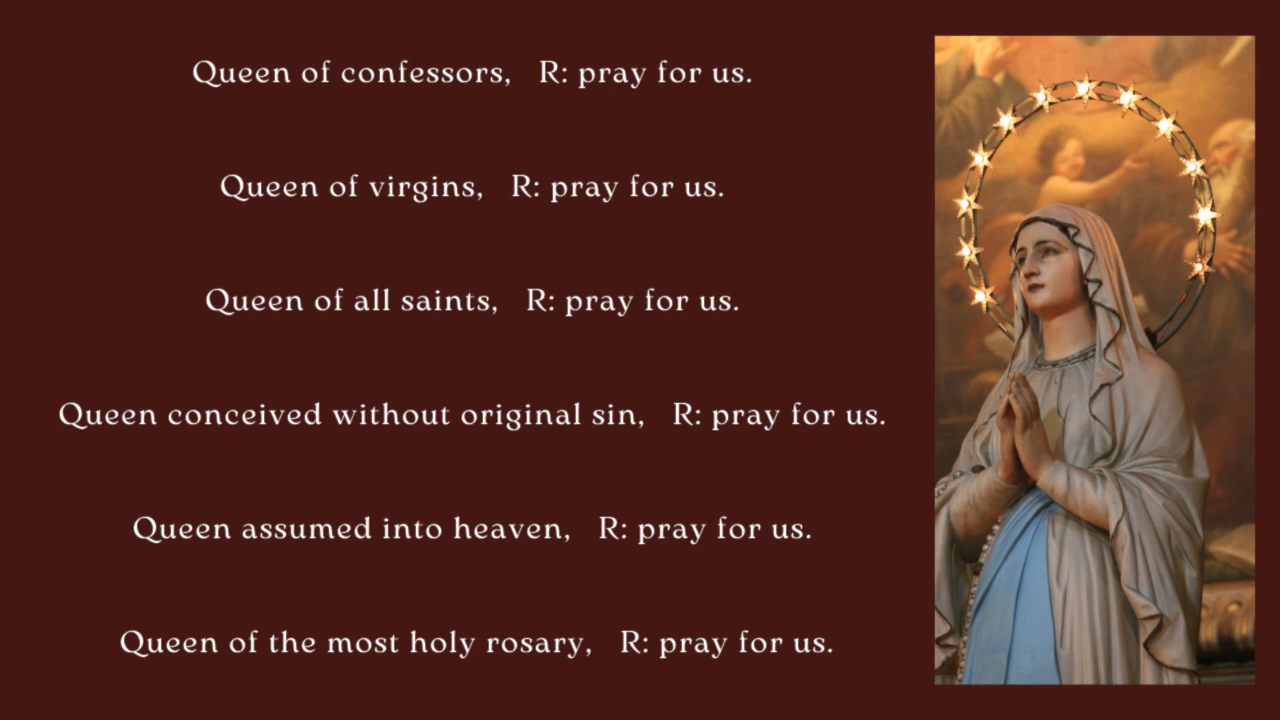 Queen of confessors, R: pray for us.
Queen of virgins, R: pray for us.
Queen of all saints, R: pray for us.
Queen conceived without original sin, R: pray for us.
Queen assumed into heaven, R: pray for us.
Queen of the most holy rosary, R: pray for us.